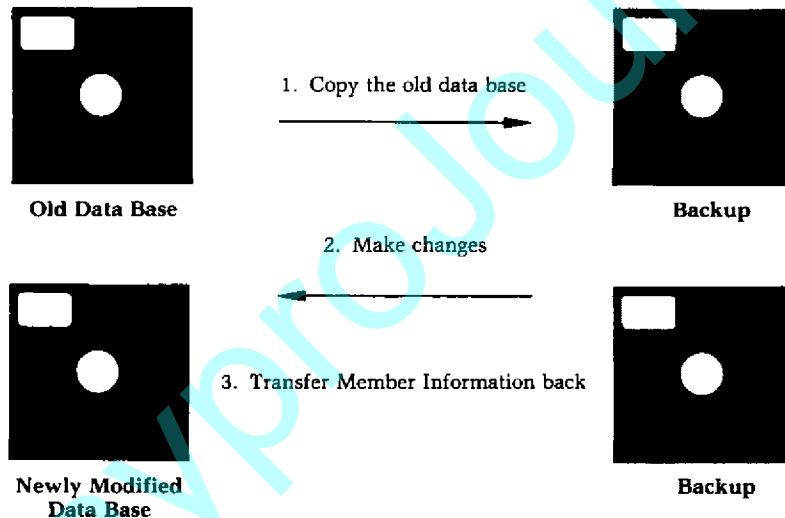 1. Copy the old data base
Old Data Base
Backup
2. Make changes
3. Transfer Member Information back
Newly Modified
Data Base
Backup